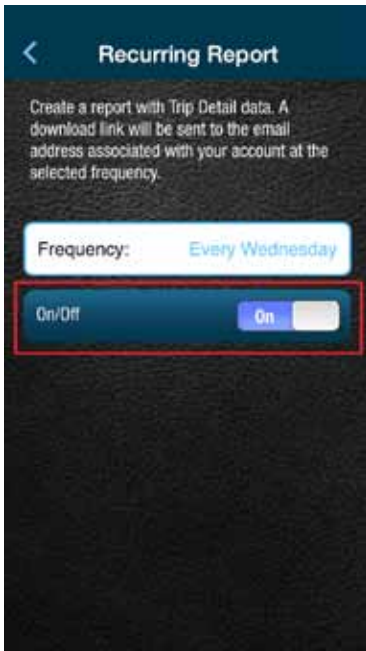 Recurring Report
Create a report with Trip Detail data. A
download link will be sent to the email
address associated with your account at the
selected frequency.
Frequency: Every Wednesday
On/Off On